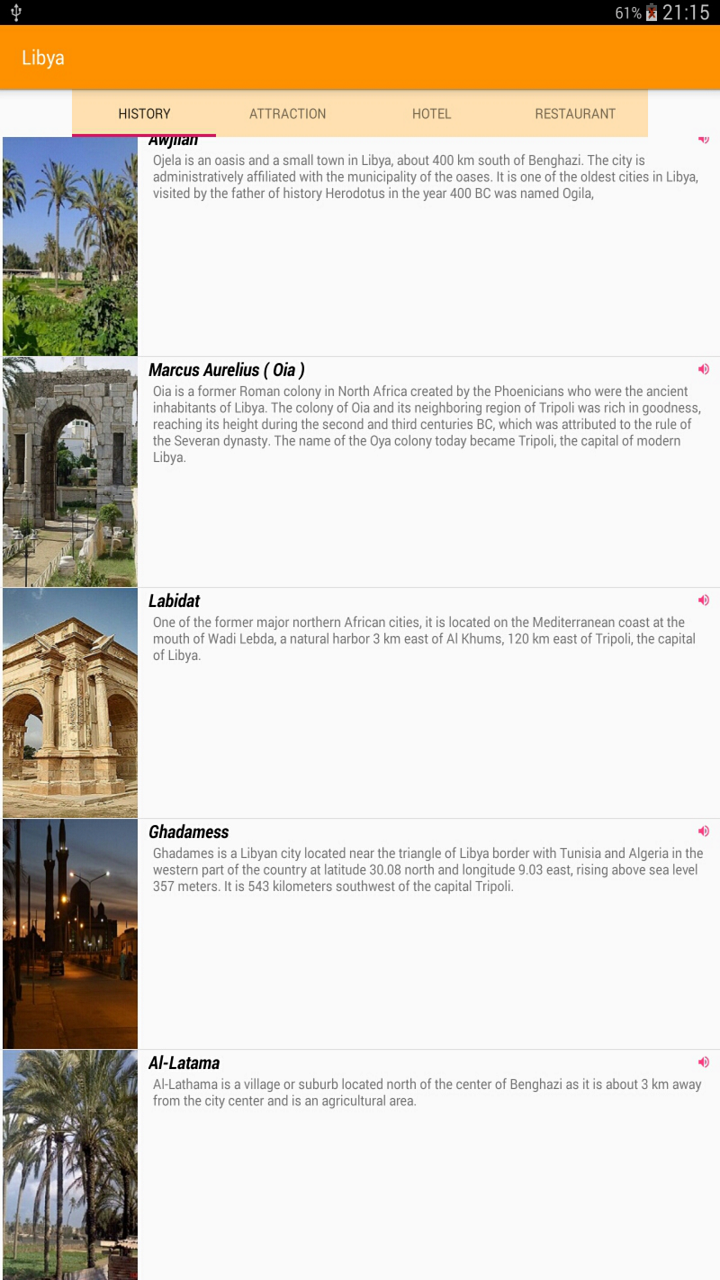 61% 21:15
Libya
HISTORY ATTRACTION HOTEL RESTAURANT
Awjilah
Ojela is an oasis and a small town in Libya, about 400 km south of Benghazi. The city is
administratively affiliated with the municipality of the oases. It is one of the oldest cities in Libya,
visited by the father of history Herodotus in the year 400 BC was named Ogila,
Marcus Aurelius ( Oia )
Oia is a former Roman colony in North Africa created by the Phoenicians who were the ancient
inhabitants of Libya. The colony of Oia and its neighboring region of Tripoli was rich in goodness,
reaching its height during the second and third centuries BC, which was attributed to the rule of
the Severan dynasty. The name of the Oya colony today became Tripoli, the capital of modern
Libya.
Labidat
One of the former major northern African cities, it is located on the Mediterranean coast at the
mouth of Wadi Lebda, a natural harbor 3 km east of Al Khums, 120 km east of Tripoli, the capital
of Libya.
Ghadamess
Ghadames is a Libyan city located near the triangle of Libya border with Tunisia and Algeria in the
western part of the country at latitude 30.08 north and longitude 9.03 east, rising above sea level
357 meters. It is 543 kilometers southwest of the capital Tripoli.
Al-Latama
Al-Lathama is a village or suburb located north of the center of Benghazi as it is about 3 km away
from the city center and is an agricultural area.